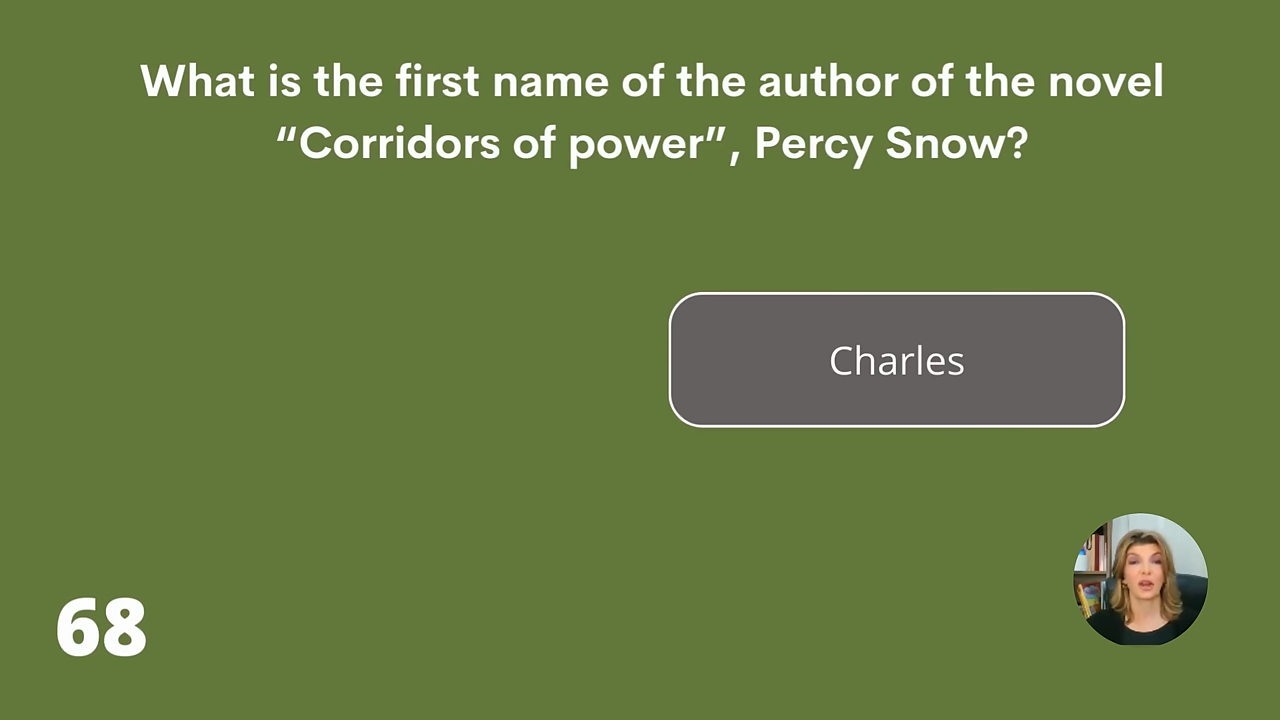 What is the first name of the author of the novel
“Corridors of power”, Percy Snow?
Charles
68